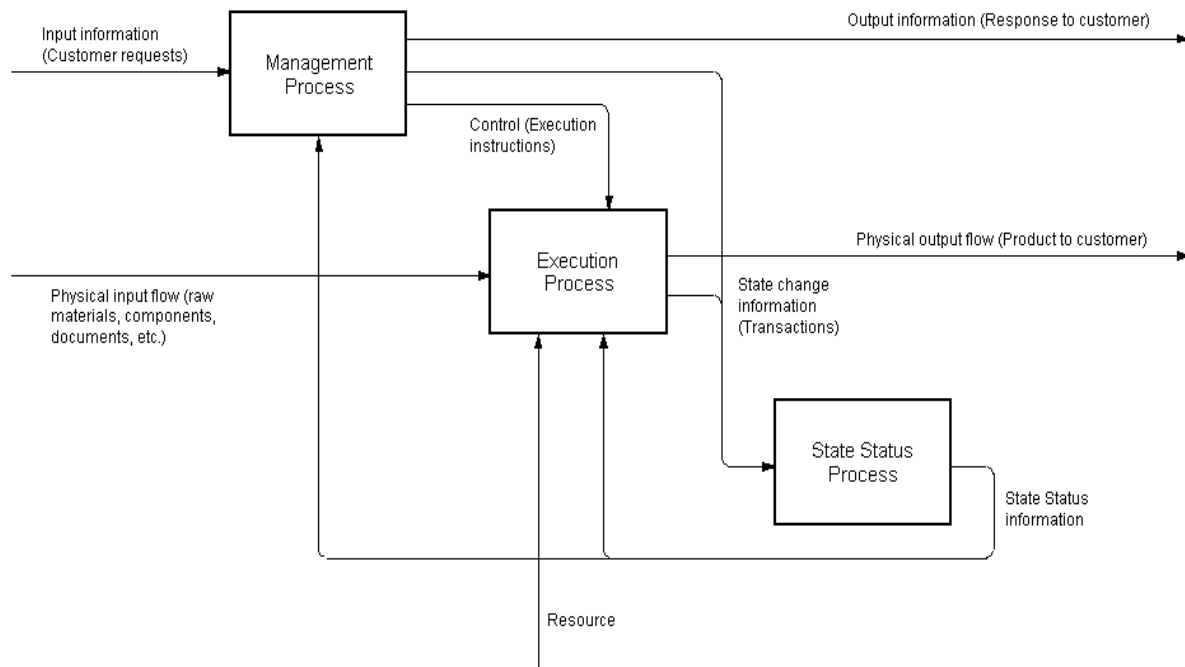 Input information
(Customer requests)
Management
Process
Output information (Response to customer)
Control (Execution
instructions)
Execution
Process
Physical output flow (Product to customer)
Physical input flow (raw
materials, components,
documents, etc.)
State change
information
(Transactions)
State Status
Process
State Status
information
Resource